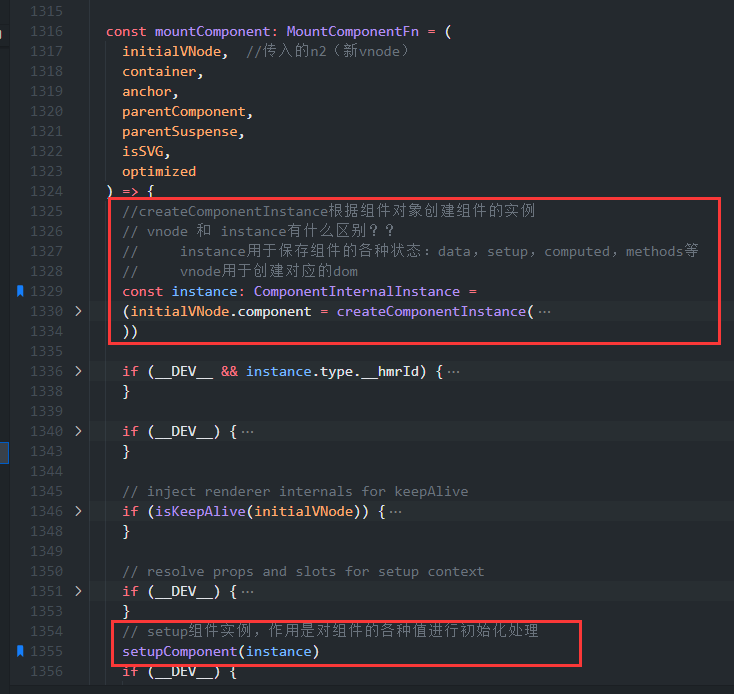 1315
1316 const mountComponent: MountComponentFn = (
1317 initialVNode, //传入的n2（新vnode）
1318 container,
1319 anchor,
1320 parentComponent,
1321 parentSuspense,
1322 isSVG,
1323 optimized
1324 ) => {
1325 //createComponentInstance根据组件对象创建组件的实例
1326 // vnode 和 instance有什么区别？？
1327 // instance用于保存组件的各种状态：data，setup，computed，methods等
1328 // vnode用于创建对应的dom
1329 const instance: ComponentInternalInstance =
1330 (initialVNode.component = createComponentInstance(…
1334 ))
1335
1336 if (__DEV__ && instance.type.__hmrId) {…
1338 }
1339
1340 if (__DEV__) {…
1343 }
1344
1345 // inject renderer internals for keepAlive
1346 if (isKeepAlive(initialVNode)) {…
1348 }
1349
1350 // resolve props and slots for setup context
1351 if (__DEV__) {…
1353 }
1354 // setup组件实例，作用是对组件的各种值进行初始化处理
1355 setupComponent(instance)
1356 if (__DEV__) {